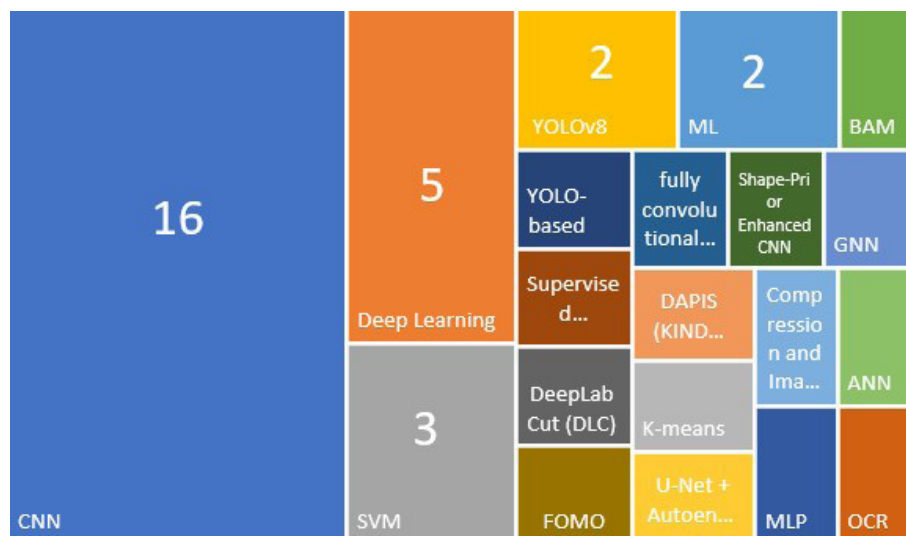 16
CNN
5
Deep Learning
3
SVM
2
YOLOv8
2
ML
BAM
YOLO-
based
fully
convolu
tional...
Shape-Pri
or
Enhanced
CNN
GNN
Supervise
d...
DAPIS
(KIND...
Comp
ressio
n and
Ima...
ANN
DeepLab
Cut (DLC)
K-means
FOMO
U-Net +
Autoen...
MLP
OCR